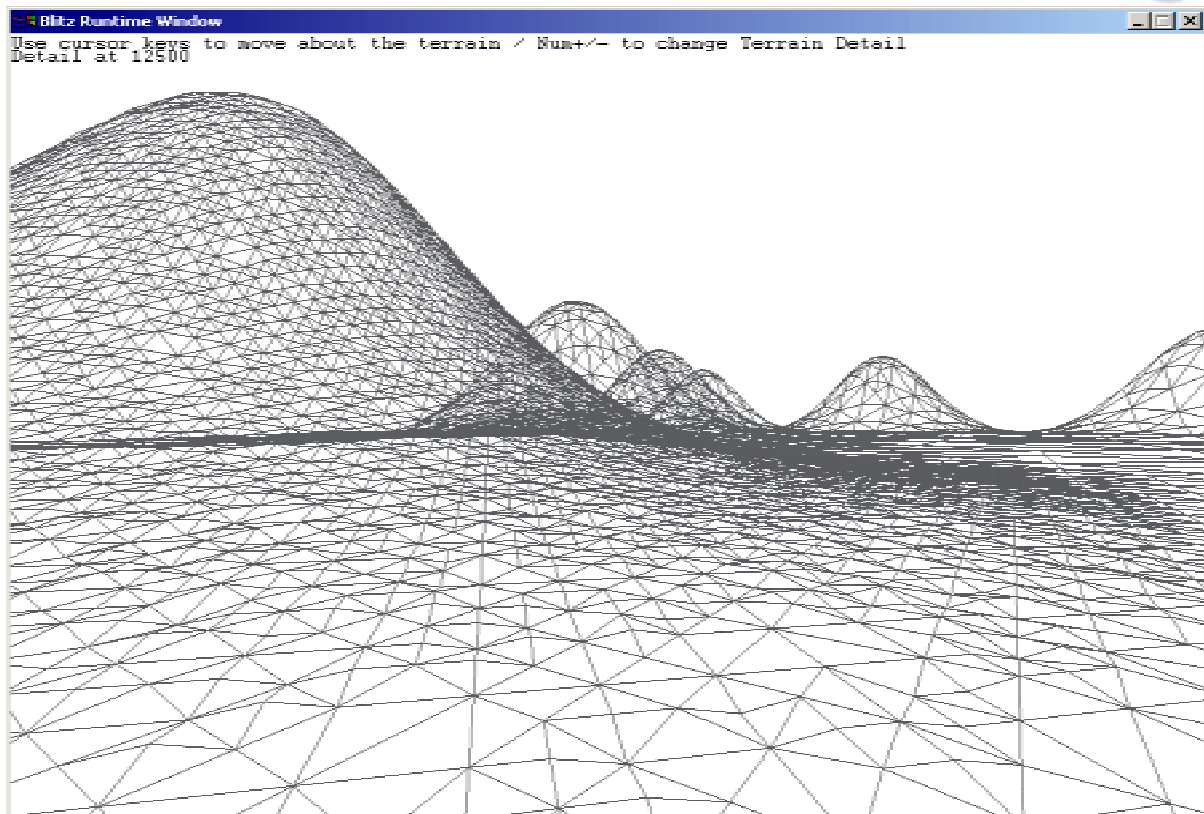 Blitz Runtime Window
Use cursor keys to move about the terrain / Num+/- to change Terrain Detail
Detail at 12500